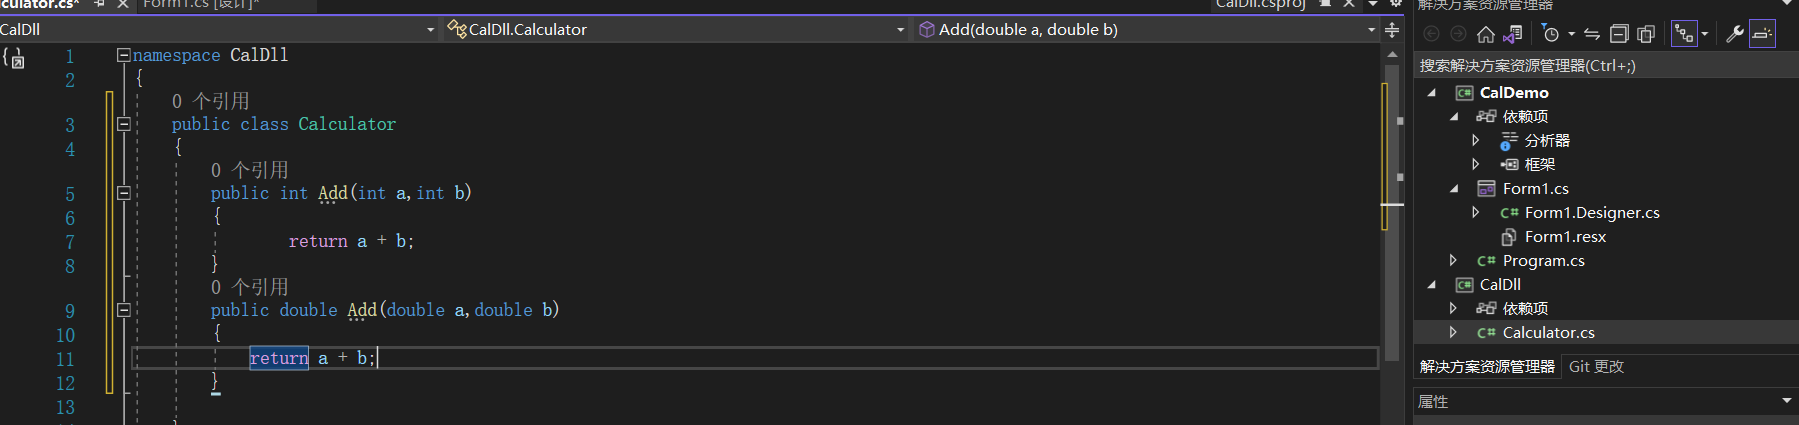 culator.cs*
Form1.cs [设计]*
CalDll.csproj
CalDll
CalDll.Calculator
Add(double a, double b)
1 namespace CalDll
2 {
0 个引用
3 public class Calculator
4 {
0 个引用
5 public int Add(int a,int b)
6 {
7 return a + b;
8 }
0 个引用
9 public double Add(double a,double b)
10 {
11 return a + b;
12 }
13
解决方案资源管理器
搜索解决方案资源管理器(Ctrl+;)
C# CalDemo
依赖项
分析器
框架
Form1.cs
C# Form1.Designer.cs
Form1.resx
C# Program.cs
C# CalDll
依赖项
C# Calculator.cs
解决方案资源管理器 Git 更改
属性